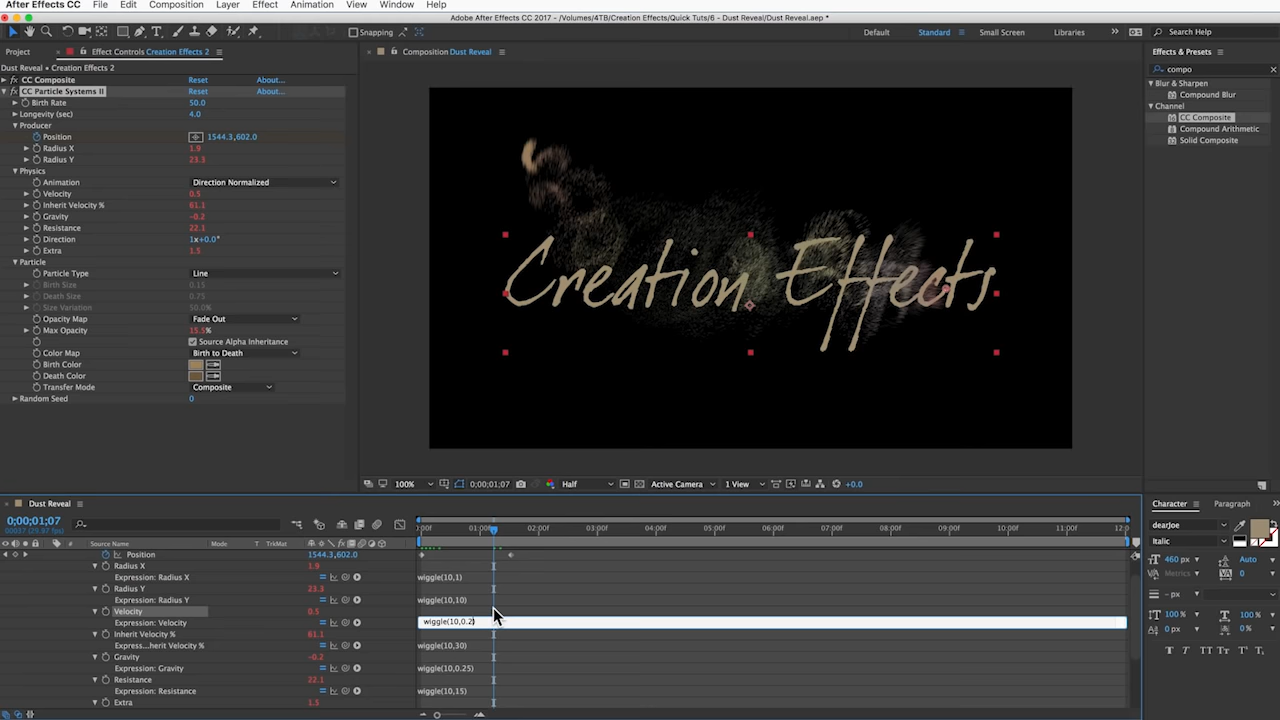 After Effects CC File Edit Composition Layer Effect Animation View Window Help
Adobe After Effects CC 2017 - /Volumes/4TB/Creation Effects/Quick Tuts/6 - Dust Reveal/Dust Reveal.aep *
Snapping Default Standard Small Screen Libraries Search Help
Project Effect Controls Creation Effects 2 Composition Dust Reveal Effects & Presets
Dust Reveal • Creation Effects 2
compo
CC Composite Reset About...
CC Particle Systems II Reset About...
Birth Rate 50.0
Longevity (sec) 4.0
Producer
Position 1544.3,602.0
Radius X 1.9
Radius Y 23.3
Physics
Animation Direction Normalized
Velocity 0.5
Inherit Velocity % 61.1
Gravity -0.2
Resistance 22.1
Direction 1x+0.0°
Extra 1.5
Particle
Particle Type Line
Birth Size 0.15
Death Size 0.75
Size Variation 50.0%
Opacity Map Fade Out
Max Opacity 15.5%
Source Alpha Inheritance
Color Map Birth to Death
Birth Color
Death Color
Transfer Mode Composite
Random Seed 0
Creation Effects
Blur & Sharpen
Compound Blur
Channel
CC Composite
Compound Arithmetic
Solid Composite
100% 0;00;01;07 Half Active Camera 1 View +0.0
Dust Reveal
0;00;01;07
00037 (29.97 fps)
:00f 01:00f 02:00f 03:00f 04:00f 05:00f 06:00f 07:00f 08:00f 09:00f 10:00f 11:00f 12:0
# Source Name Mode T TrkMat
Position 1544.3,602.0
Radius X 1.9
Expression: Radius X wiggle(10,1)
Radius Y 23.3
Expression: Radius Y wiggle(10,10)
Velocity 0.5
Expression: Velocity wiggle(10,0.2)
Inherit Velocity % 61.1
Express...herit Velocity % wiggle(10,30)
Gravity -0.2
Expression: Gravity wiggle(10,0.25)
Resistance 22.1
Expression: Resistance wiggle(10,15)
Extra 1.5
Character Paragraph
dearJoe
Italic
460 px Auto
Metrics 0
- px
100% 100%
0 px 0%
T T TT Tt T T